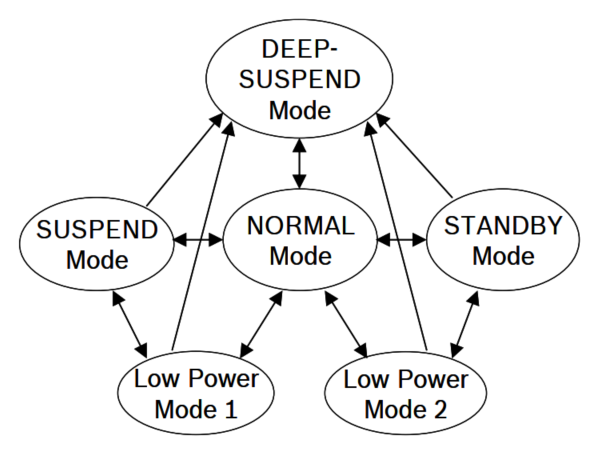 DEEP-
SUSPEND
Mode
SUSPEND
Mode
NORMAL
Mode
STANDBY
Mode
Low Power
Mode 1
Low Power
Mode 2